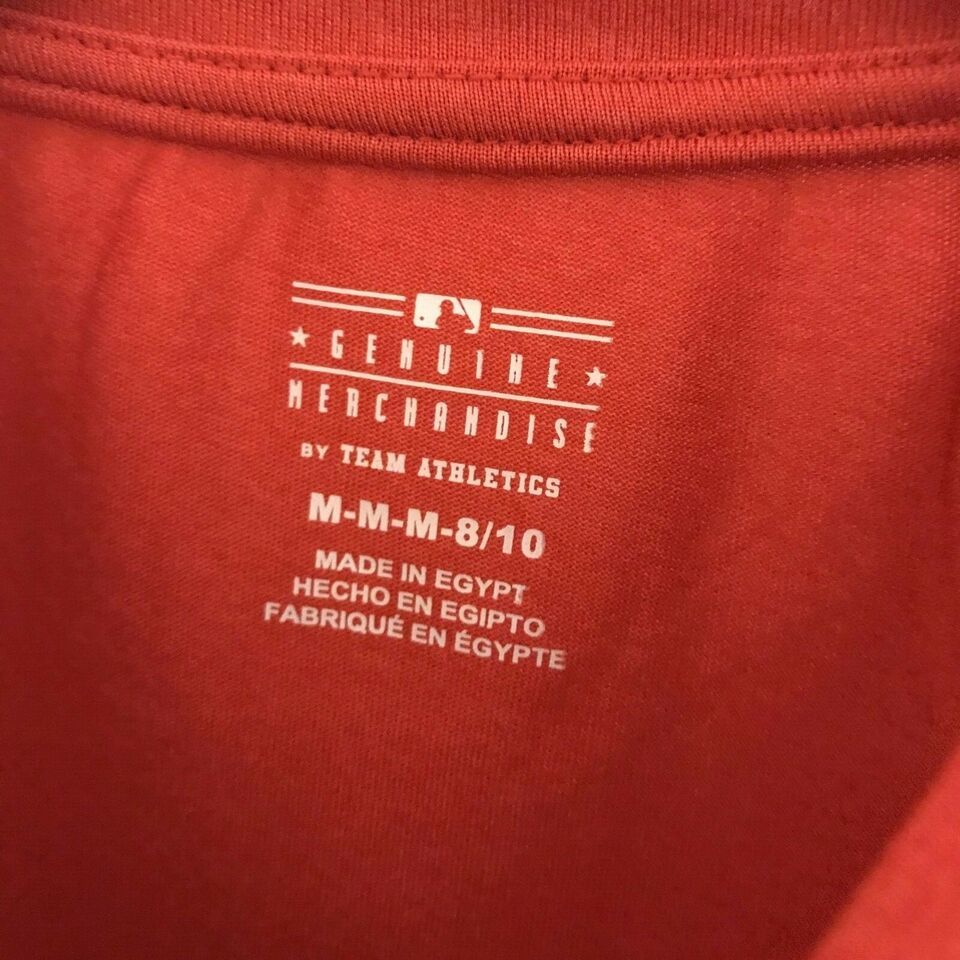 GENUINE
MERCHANDISE
BY TEAM ATHLETICS
M-M-M-8/10
MADE IN EGYPT
HECHO EN EGIPTO
FABRIQUÉ EN ÉGYPTE